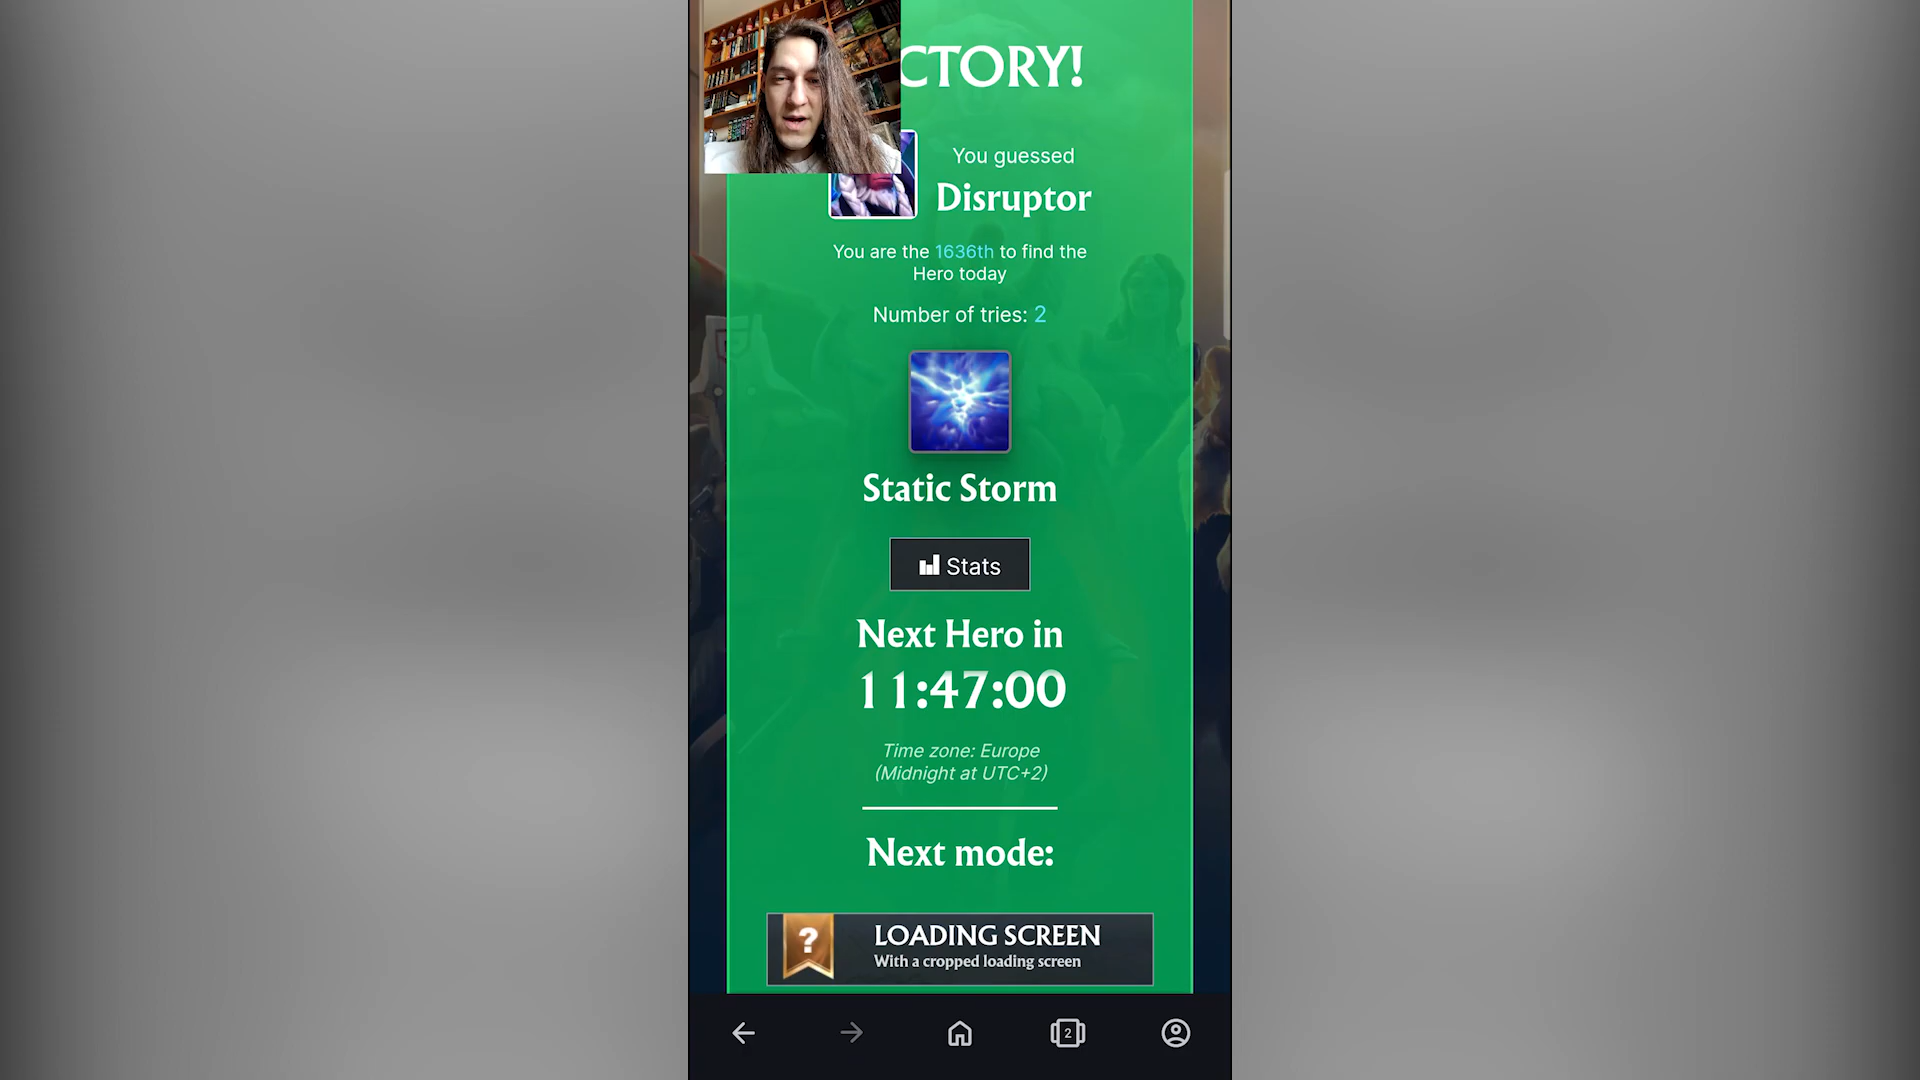 CTORY!
You guessed
Disruptor
You are the 1636th to find the
Hero today
Number of tries: 2
Static Storm
Stats
Next Hero in
11:47:00
Time zone: Europe
(Midnight at UTC+2)
Next mode:
?
LOADING SCREEN
With a cropped loading screen
2